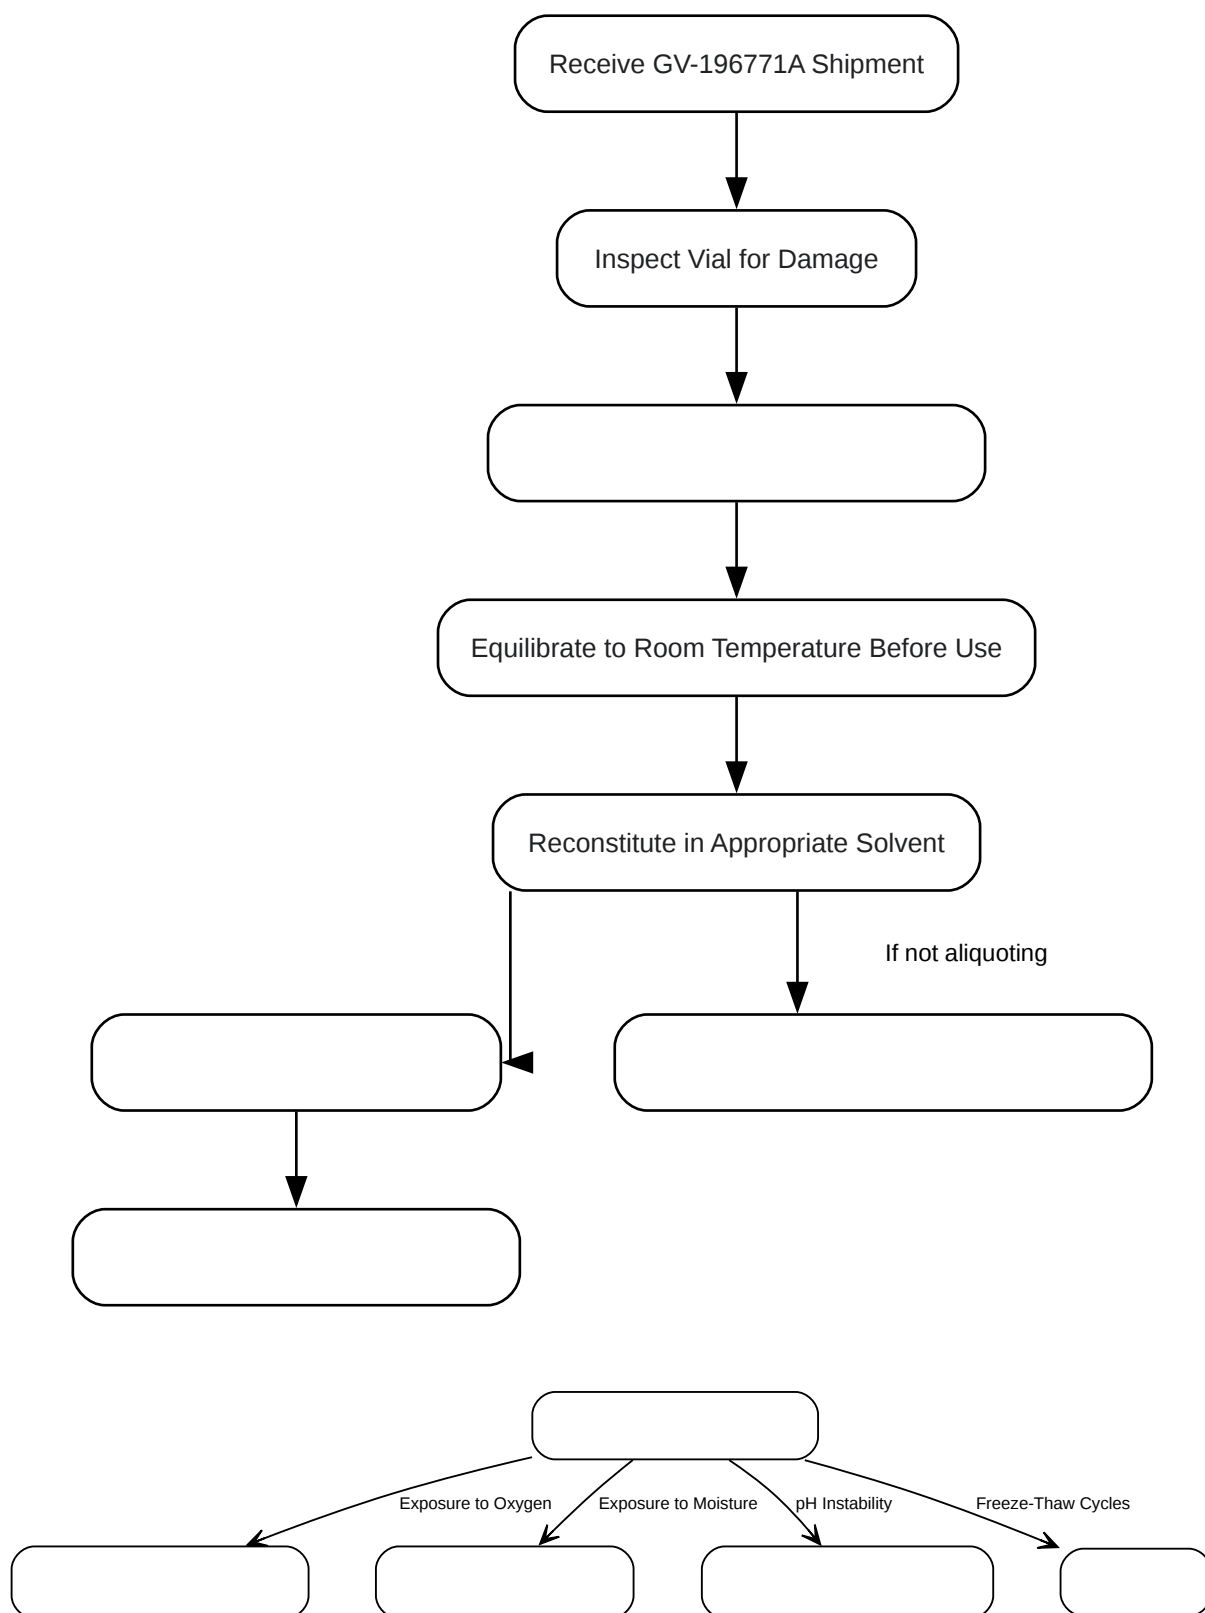 Receive GV-196771A Shipment
Inspect Vial for Damage
Equilibrate to Room Temperature Before Use
Reconstitute in Appropriate Solvent
If not aliquoting
Exposure to Oxygen
Exposure to Moisture
pH Instability
Freeze-Thaw Cycles